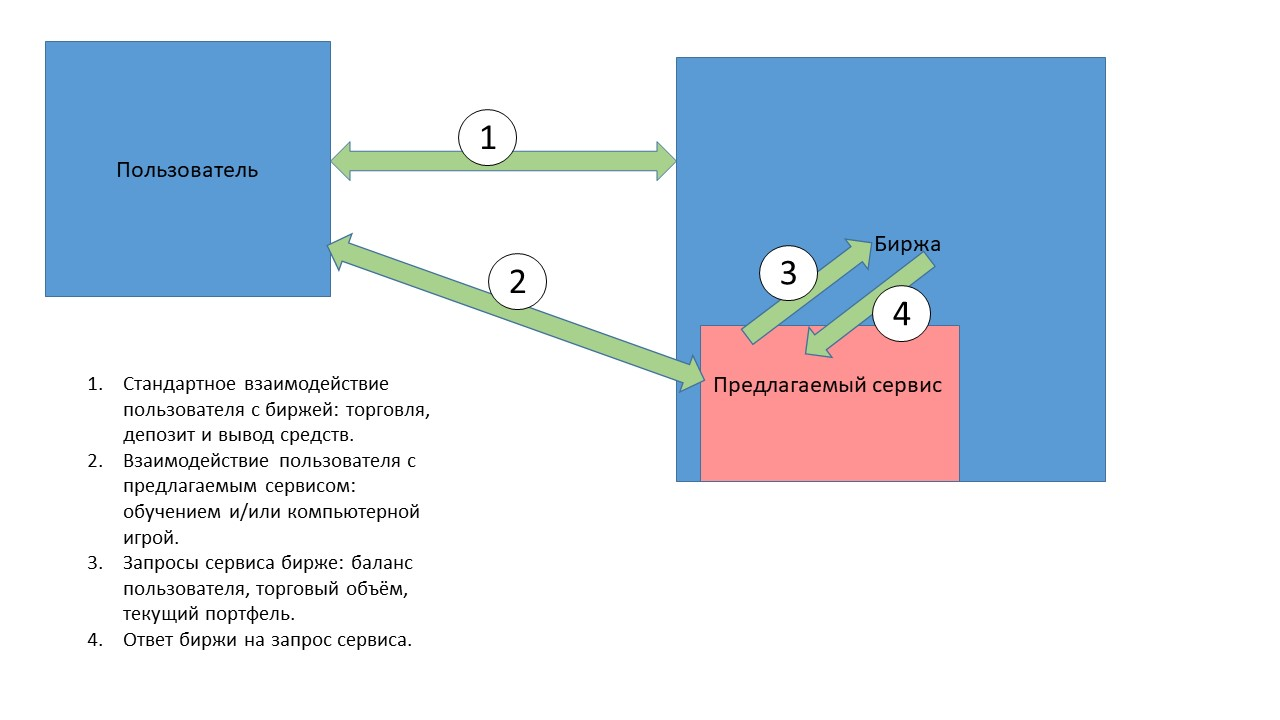 Пользователь
1
Биржа
3
2
4
Предлагаемый сервис
1. Стандартное взаимодействие
пользователя с биржей: торговля,
депозит и вывод средств.
2. Взаимодействие пользователя с
предлагаемым сервисом:
обучением и/или компьютерной
игрой.
3. Запросы сервиса бирже: баланс
пользователя, торговый объём,
текущий портфель.
4. Ответ биржи на запрос сервиса.